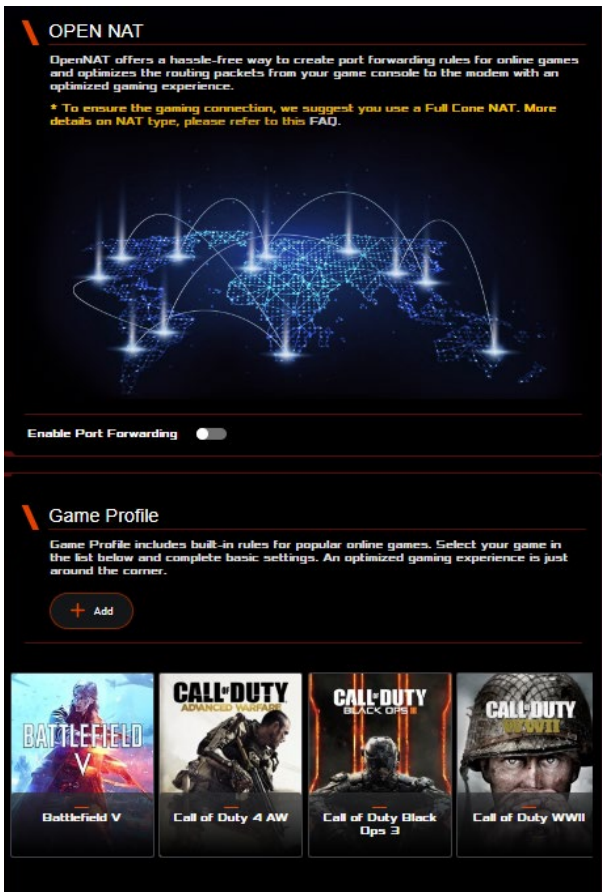 OPEN NAT
OpenNAT offers a hassle-free way to create port forwarding rules for online games
and optimizes the routing packets from your game console to the modem with an
optimized gaming experience.
* To ensure the gaming connection, we suggest you use a Full Cone NAT. More
details on NAT type, please refer to this FAQ.
Enable Port Forwarding
Game Profile
Game Profile includes built-in rules for popular online games. Select your game in
the list below and complete basic settings. An optimized gaming experience is just
around the corner.
+ Add
BATTLEFIELD
V
Battlefield V
CALL OF DUTY
ADVANCED WARFARE
Call of Duty 4 AW
CALL OF DUTY
BLACK OPS III
Call of Duty Black
Ops 3
CALL OF DUTY
WWII
Call of Duty WWII